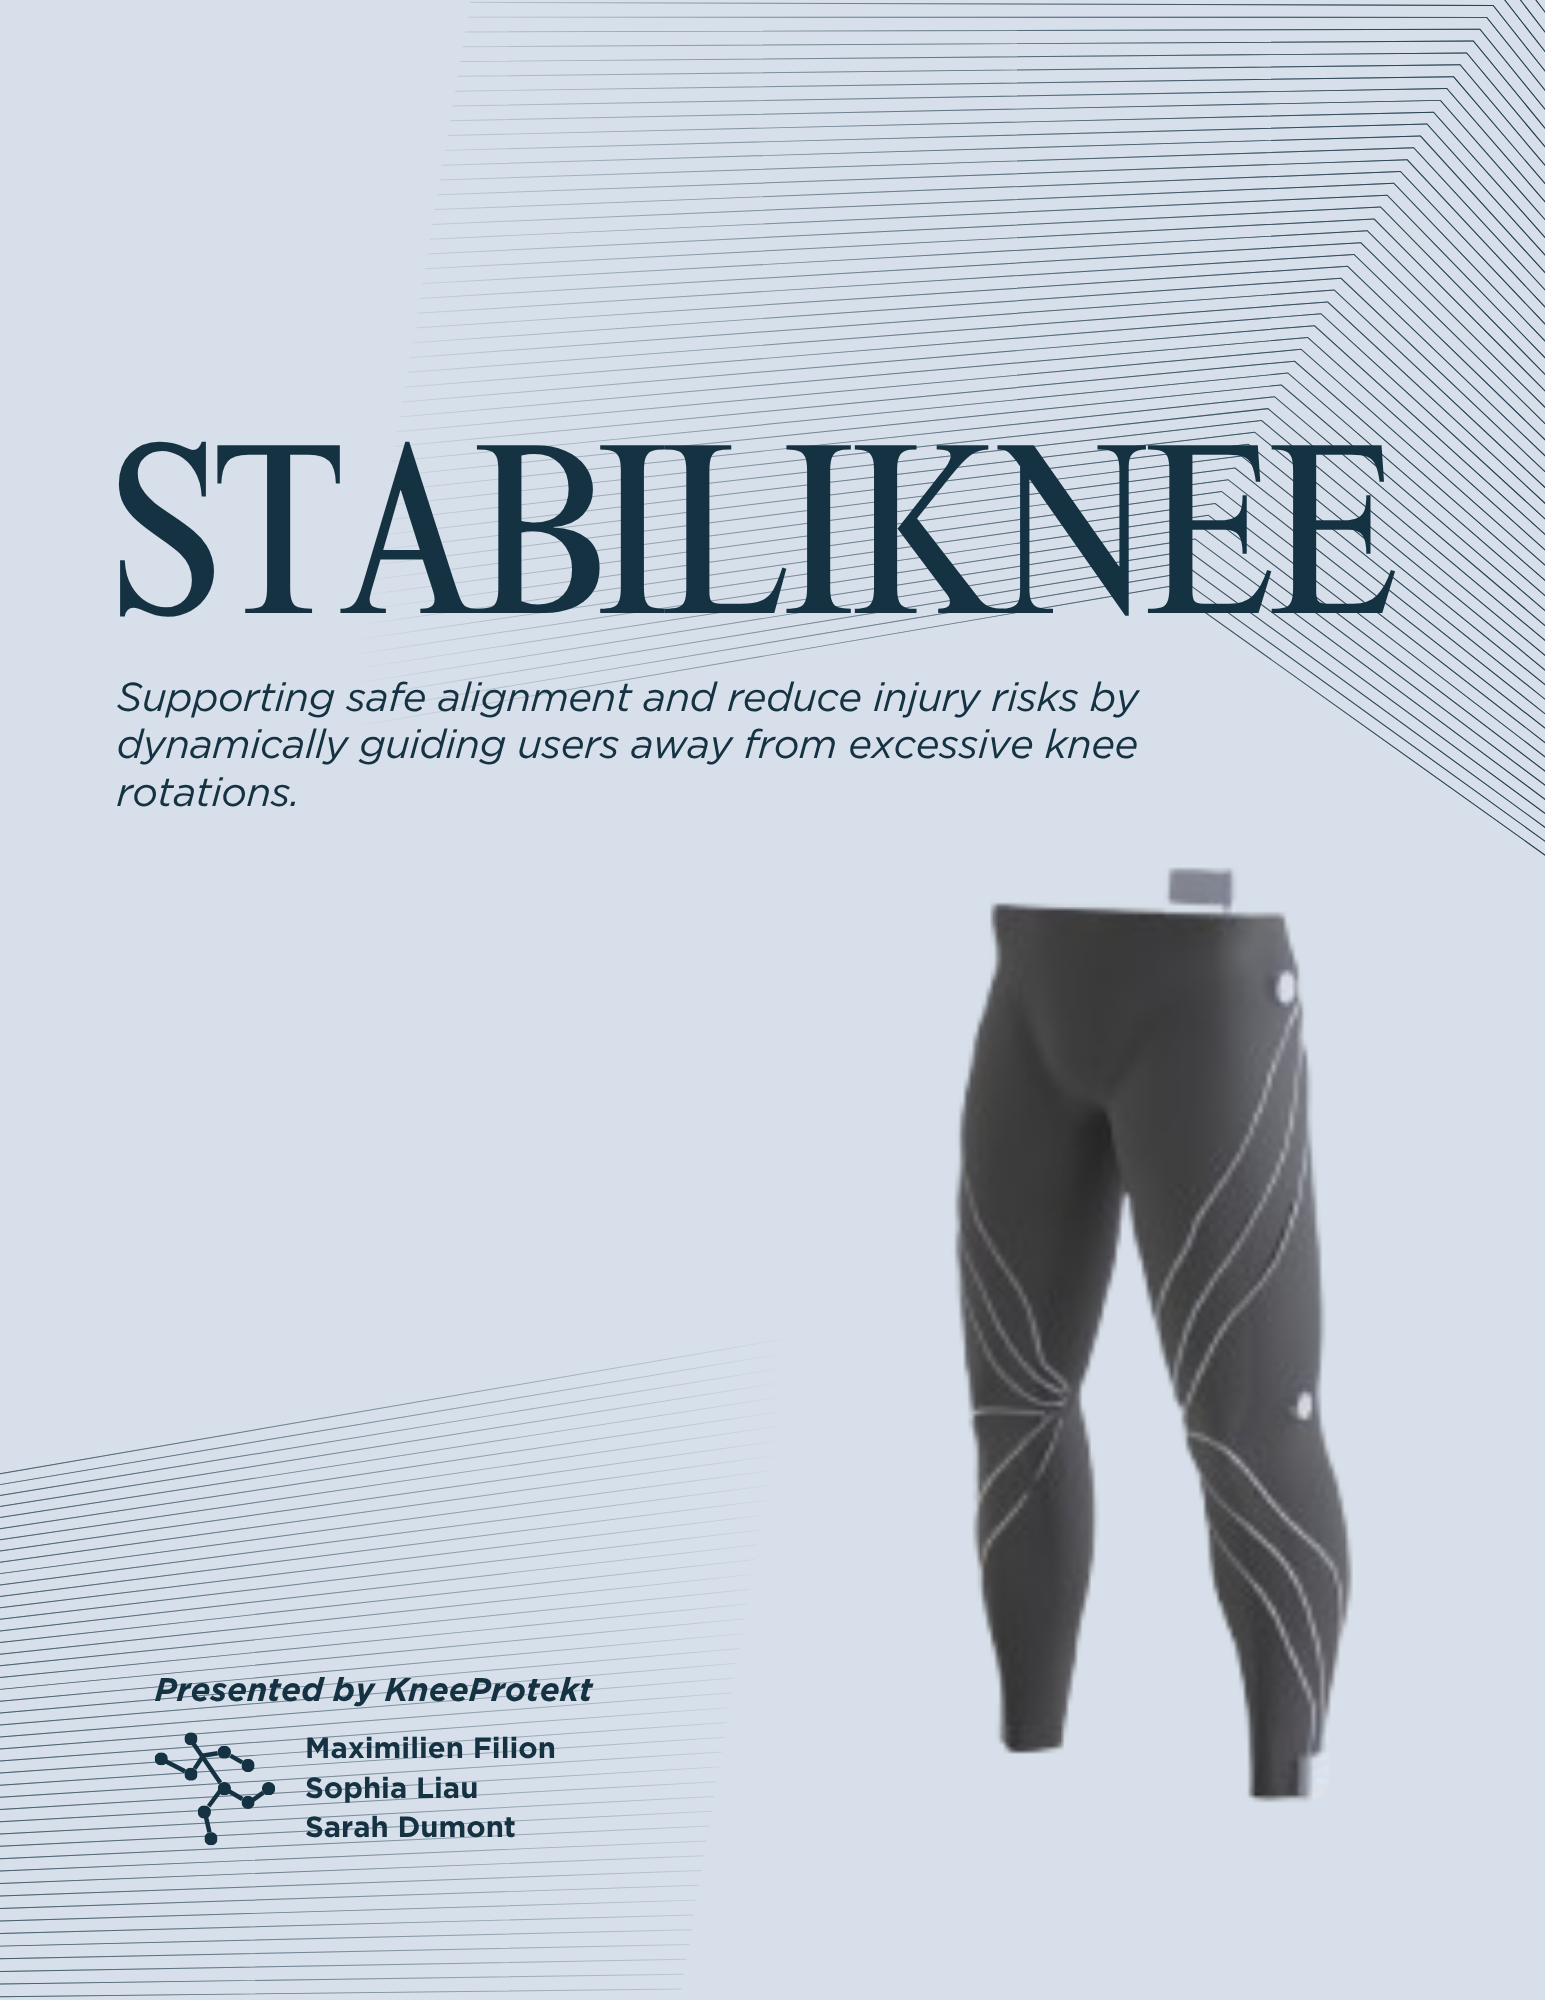 STABILIKNEE
Supporting safe alignment and reduce injury risks by
dynamically guiding users away from excessive knee
rotations.
Presented by KneeProtekt
Maximilien Filion
Sophia Liau
Sarah Dumont